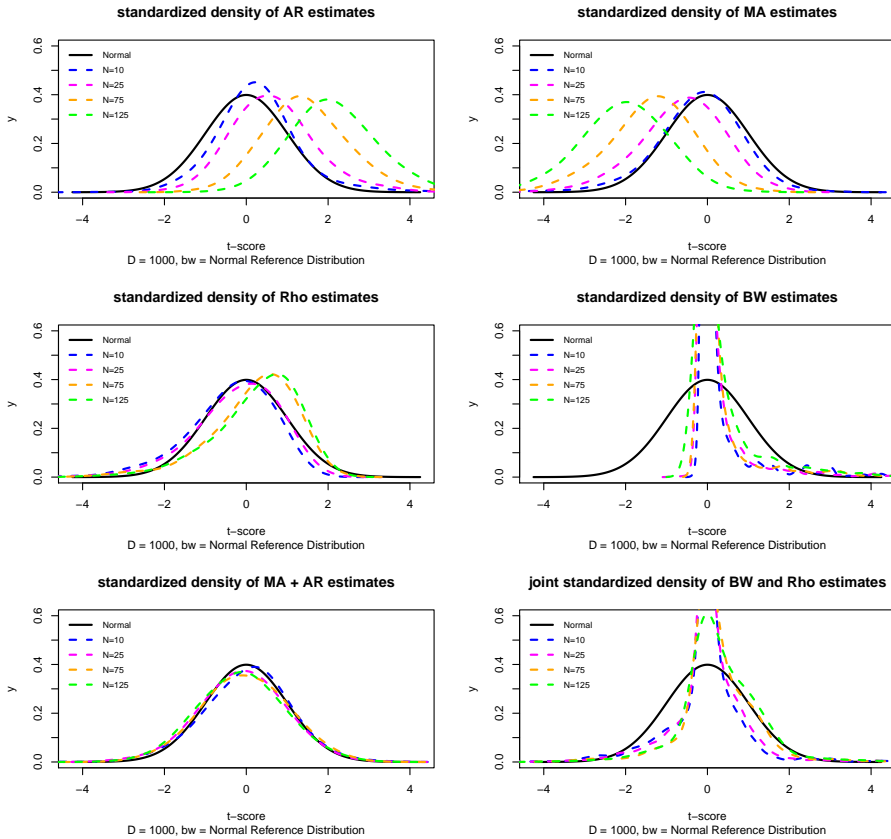 standardized density of AR estimates
0.6
0.4
0.2
0.0
y
Normal
N=10
N=25
N=75
N=125
−4 −2 0 2 4
t−score
D = 1000, bw = Normal Reference Distribution
standardized density of MA estimates
0.6
0.4
0.2
0.0
y
Normal
N=10
N=25
N=75
N=125
−4 −2 0 2 4
t−score
D = 1000, bw = Normal Reference Distribution
standardized density of Rho estimates
0.6
0.4
0.2
0.0
y
Normal
N=10
N=25
N=75
N=125
−4 −2 0 2 4
t−score
D = 1000, bw = Normal Reference Distribution
standardized density of BW estimates
0.6
0.4
0.2
0.0
y
Normal
N=10
N=25
N=75
N=125
−4 −2 0 2 4
t−score
D = 1000, bw = Normal Reference Distribution
standardized density of MA + AR estimates
0.6
0.4
0.2
0.0
y
Normal
N=10
N=25
N=75
N=125
−4 −2 0 2 4
t−score
D = 1000, bw = Normal Reference Distribution
joint standardized density of BW and Rho estimates
0.6
0.4
0.2
0.0
y
Normal
N=10
N=25
N=75
N=125
−4 −2 0 2 4
t−score
D = 1000, bw = Normal Reference Distribution